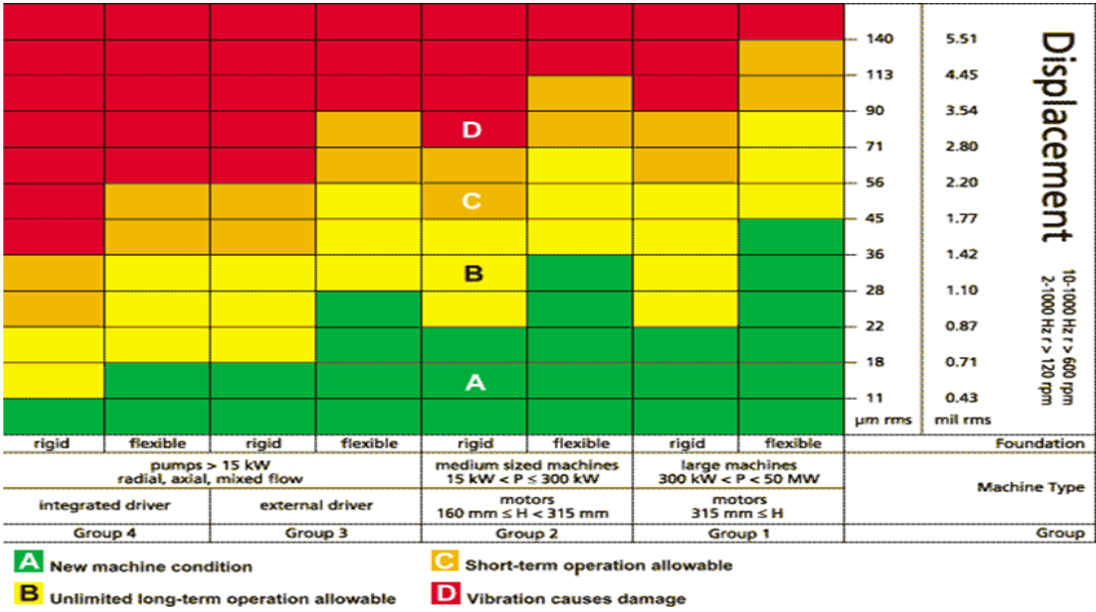 140 5.51
113 4.45
90 3.54
D 71 2.80
56 2.20
C 45 1.77
36 1.42
B 28 1.10
22 0.87
18 0.71
A 11 0.43
µm rms mil rms
Displacement
10-1000 Hz r > 600 rpm
2-1000 Hz r > 120 rpm
rigid flexible rigid flexible rigid flexible rigid flexible Foundation
pumps > 15 kW
radial, axial, mixed flow
medium sized machines
15 kW < P ≤ 300 kW
large machines
300 kW < P < 50 MW
Machine Type
integrated driver external driver
motors
160 mm ≤ H < 315 mm
motors
315 mm ≤ H
Group 4 Group 3 Group 2 Group 1 Group
A New machine condition
C Short-term operation allowable
B Unlimited long-term operation allowable
D Vibration causes damage